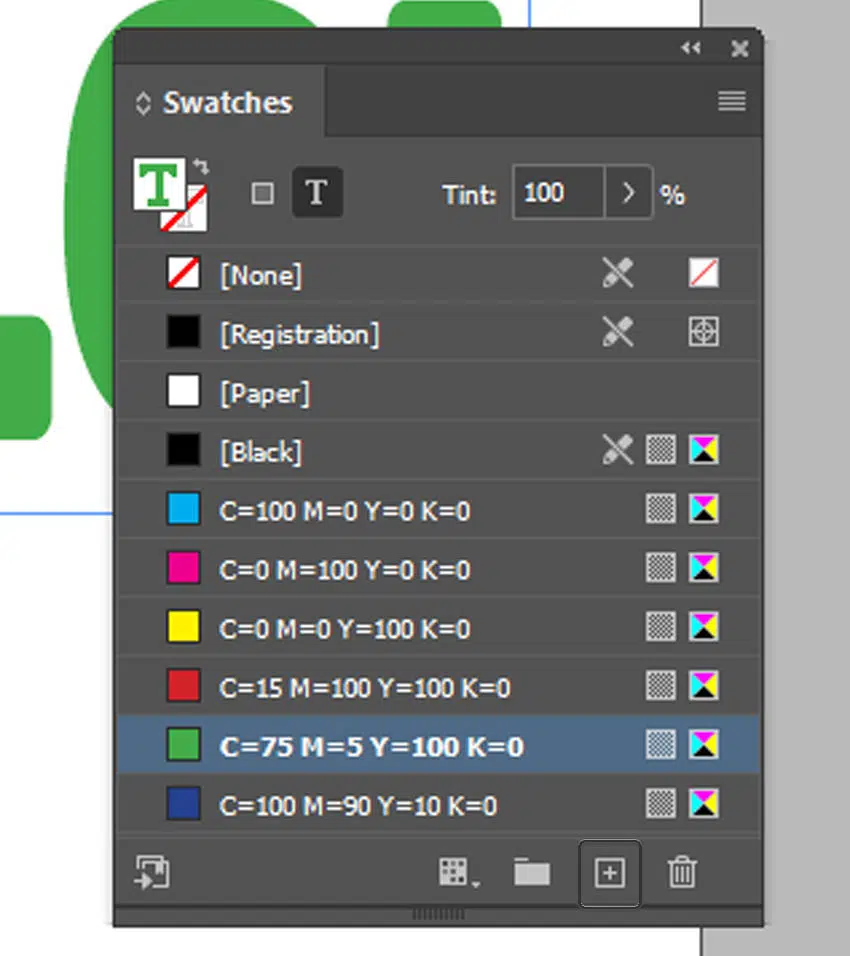 Swatches
T T Tint: 100 %
[None]
[Registration]
[Paper]
[Black]
C=100 M=0 Y=0 K=0
C=0 M=100 Y=0 K=0
C=0 M=0 Y=100 K=0
C=15 M=100 Y=100 K=0
C=75 M=5 Y=100 K=0
C=100 M=90 Y=10 K=0